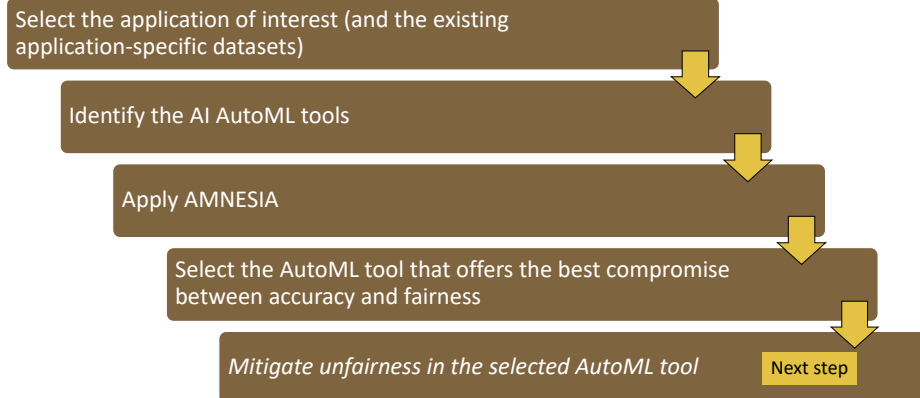 Select the application of interest (and the existing
application-specific datasets)
Identify the AI AutoML tools
Apply AMNESIA
Select the AutoML tool that offers the best compromise
between accuracy and fairness
Mitigate unfairness in the selected AutoML tool
Next step